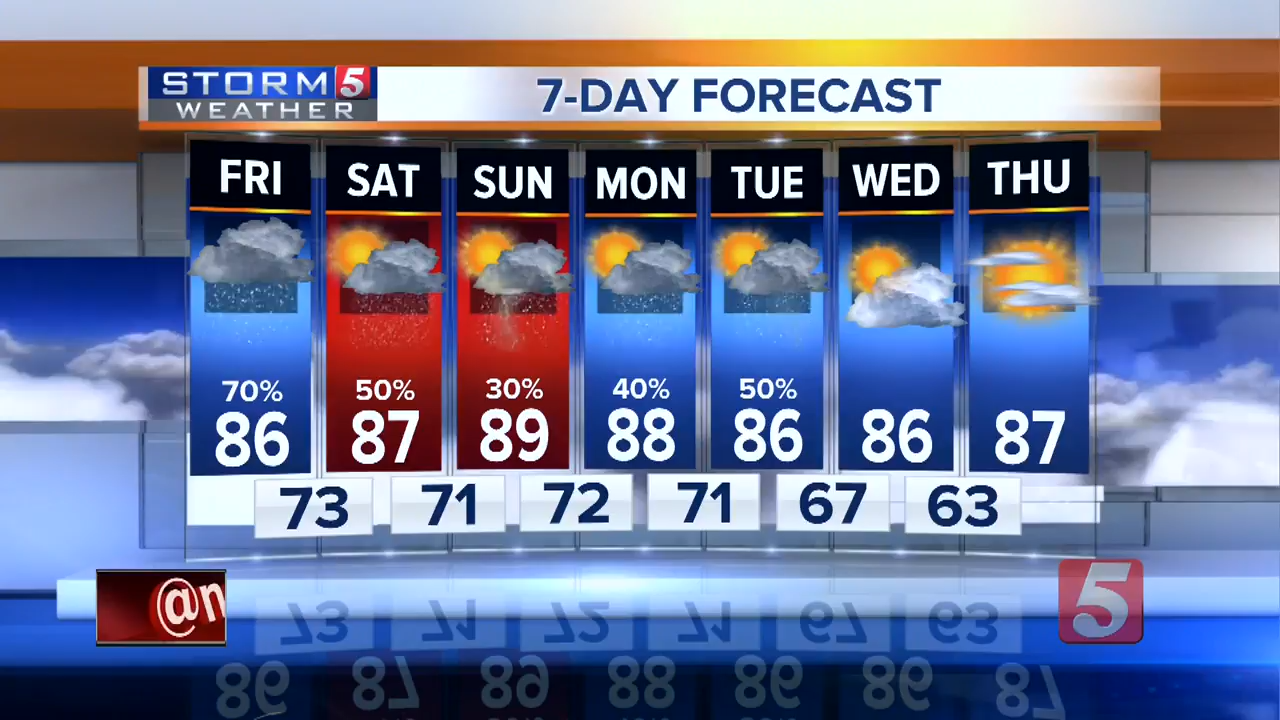 STORM 5
WEATHER
7-DAY FORECAST
FRI SAT SUN MON TUE WED THU
70% 50% 30% 40% 50%
86 87 89 88 86 86 87
73 71 72 71 67 63
@n
5